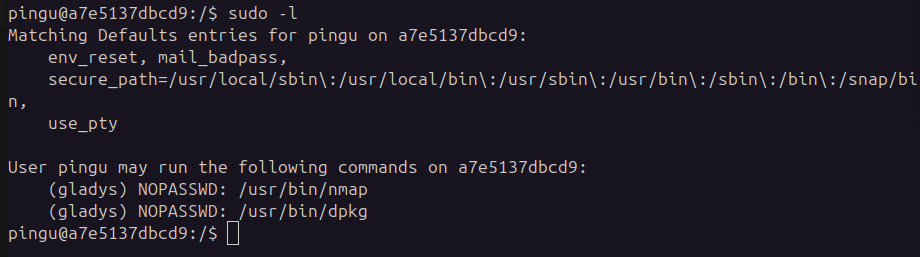 pingu@a7e5137dbcd9:/$ sudo -l
Matching Defaults entries for pingu on a7e5137dbcd9:
    env_reset, mail_badpass,
    secure_path=/usr/local/sbin\:/usr/local/bin\:/usr/sbin\:/usr/bin\:/sbin\:/bin\:/snap/bi
n,
    use_pty

User pingu may run the following commands on a7e5137dbcd9:
    (gladys) NOPASSWD: /usr/bin/nmap
    (gladys) NOPASSWD: /usr/bin/dpkg
pingu@a7e5137dbcd9:/$